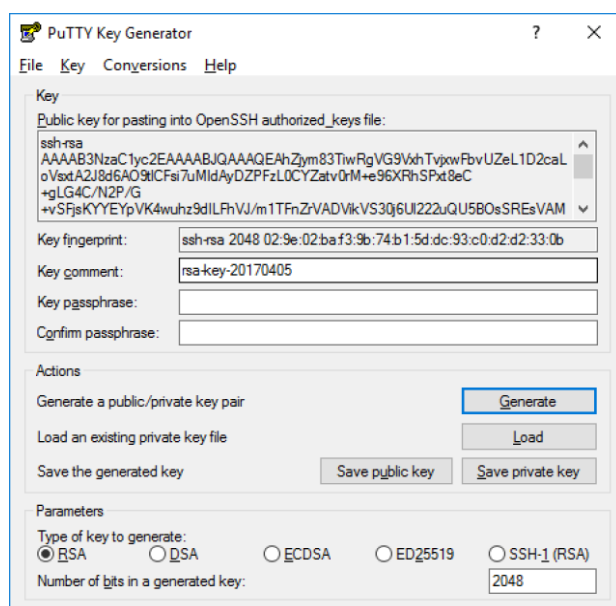 PuTTY Key Generator
File Key Conversions Help
Key
Public key for pasting into OpenSSH authorized_keys file:
ssh-rsa
AAAAB3NzaC1yc2EAAAABJQAAAQEAhZjym83TiwRgVG9VxhTvjxwFbvUZeL1D2caL
oVsxtA2J8d6AO9tlCFsi7uMIdAyDZPFzL0CYZatv0rM+e96XRhSPxt8eC
+gLG4C/N2P/G
+vSFjsKYYEYpVK4wuhz9dILFhVJ/m1TFnZrVADVikVS30j6UI222uQU5BOsSREsVAM
Key fingerprint: ssh-rsa 2048 02:9e:02:ba:f3:9b:74:b1:5d:dc:93:c0:d2:d2:33:0b
Key comment: rsa-key-20170405
Key passphrase:
Confirm passphrase:
Actions
Generate a public/private key pair Generate
Load an existing private key file Load
Save the generated key Save public key Save private key
Parameters
Type of key to generate:
RSA DSA ECDSA ED25519 SSH-1 (RSA)
Number of bits in a generated key: 2048